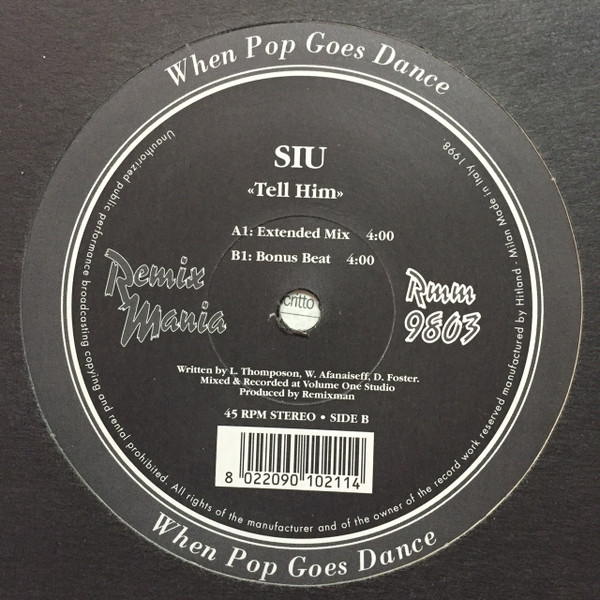 When Pop Goes Dance
SIU
«Tell Him»
A1: Extended Mix 4:00
B1: Bonus Beat 4:00
Remix
Mania
Rmm
9803
critto
Written by L. Thomposon, W. Afanaiseff, D. Foster.
Mixed & Recorded at Volume One Studio
Produced by Remixman
45 RPM STEREO • SIDE B
8 022090 102114
Unauthorized public performance broadcasting copying and rental prohibited. All rights of the manufacturer and of the owner of the record work reserved manufactured by Hitland - Milan Made in Italy 1998.
When Pop Goes Dance